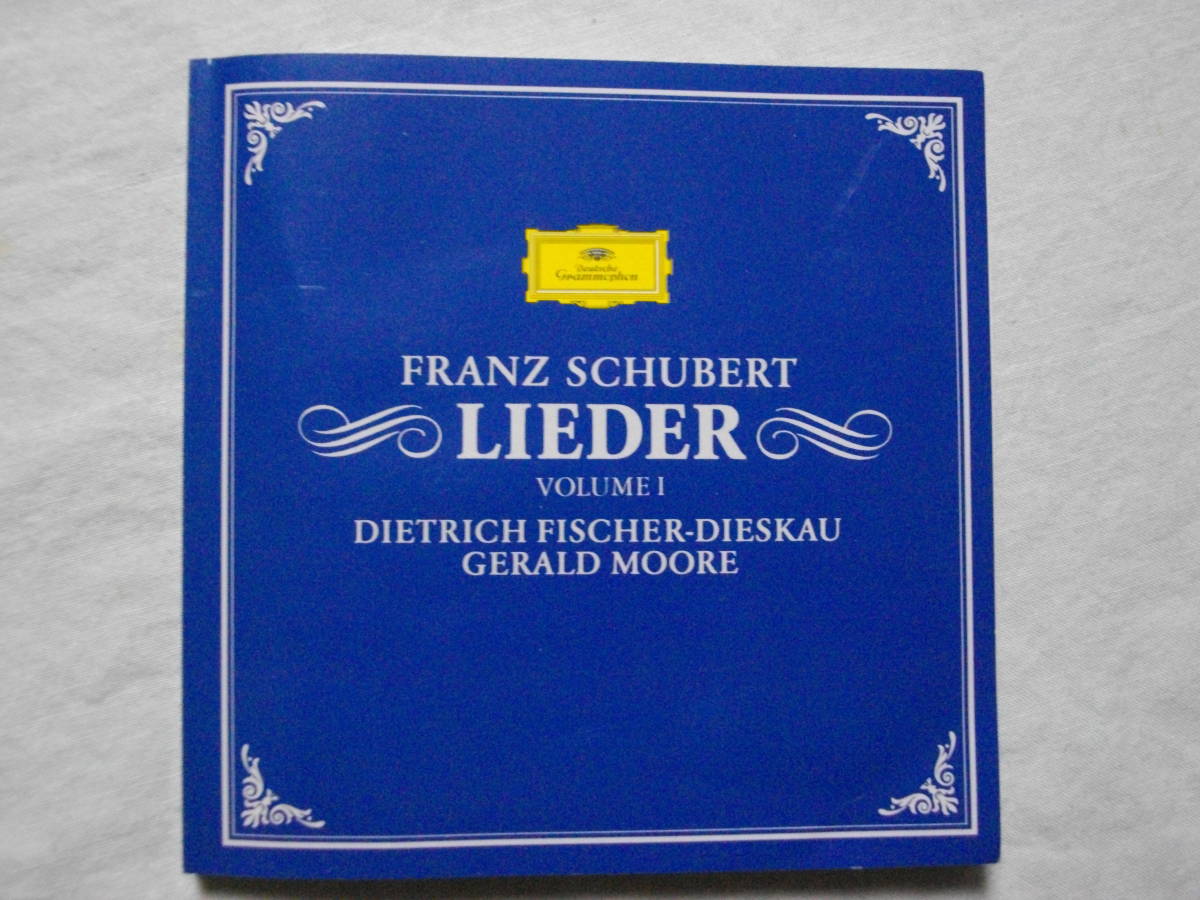 Deutsche
Grammophon
FRANZ SCHUBERT
LIEDER
VOLUME I
DIETRICH FISCHER-DIESKAU
GERALD MOORE